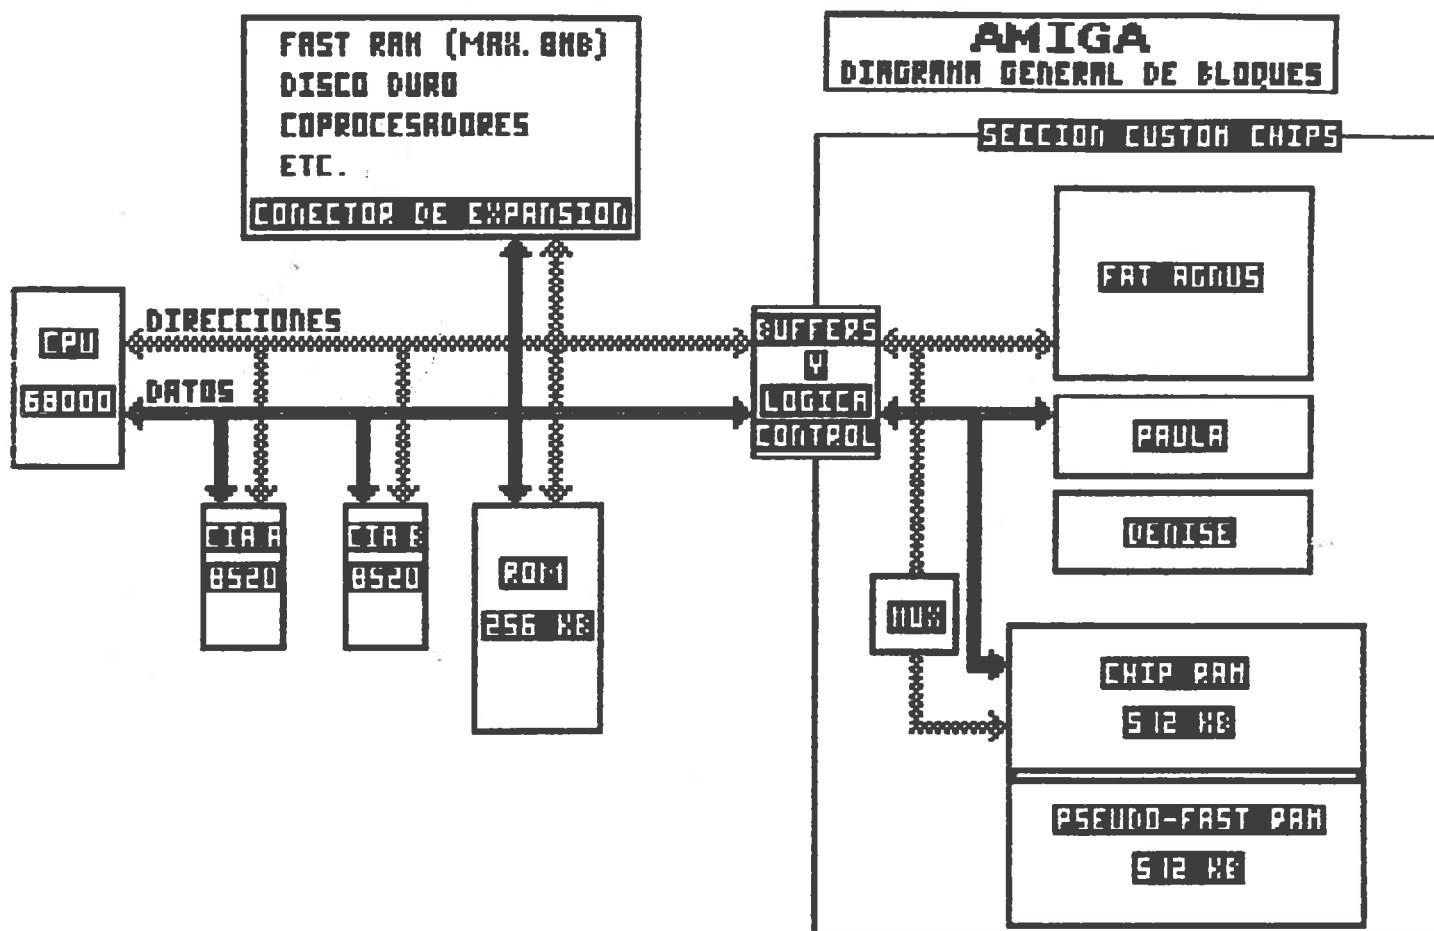 FAST RAM (MAX. 8MB)
DISCO DURO
COPROCESADORES
ETC.
CONECTOR DE EXPANSION
AMIGA
DIAGRAMA GENERAL DE BLOQUES
SECCION CUSTOM CHIPS
FAT AGNUS
CPU
68000
DIRECCIONES
DATOS
BUFFERS
Y
LOGICA
CONTROL
PAULA
DENISE
CIA A
8520
CIA B
8520
ROM
256 KB
MUX
CHIP RAM
512 KB
PSEUDO-FAST RAM
512 KB